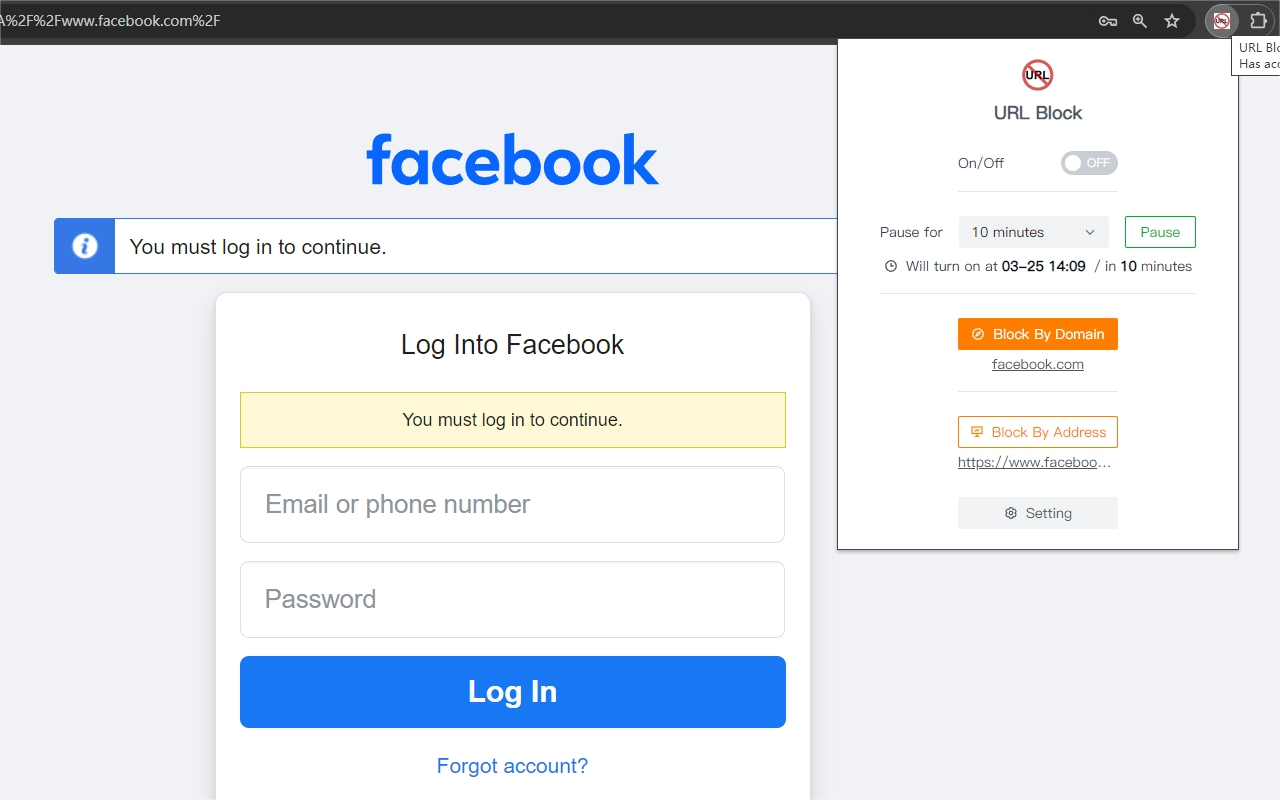 A%2F%2Fwww.facebook.com%2F
URL
URL Blo
Has acc
facebook
You must log in to continue.
Log Into Facebook
You must log in to continue.
Email or phone number
Password
Log In
Forgot account?
URL
URL Block
On/Off
OFF
Pause for
10 minutes
Pause
Will turn on at 03-25 14:09 / in 10 minutes
Block By Domain
facebook.com
Block By Address
https://www.faceboo...
Setting